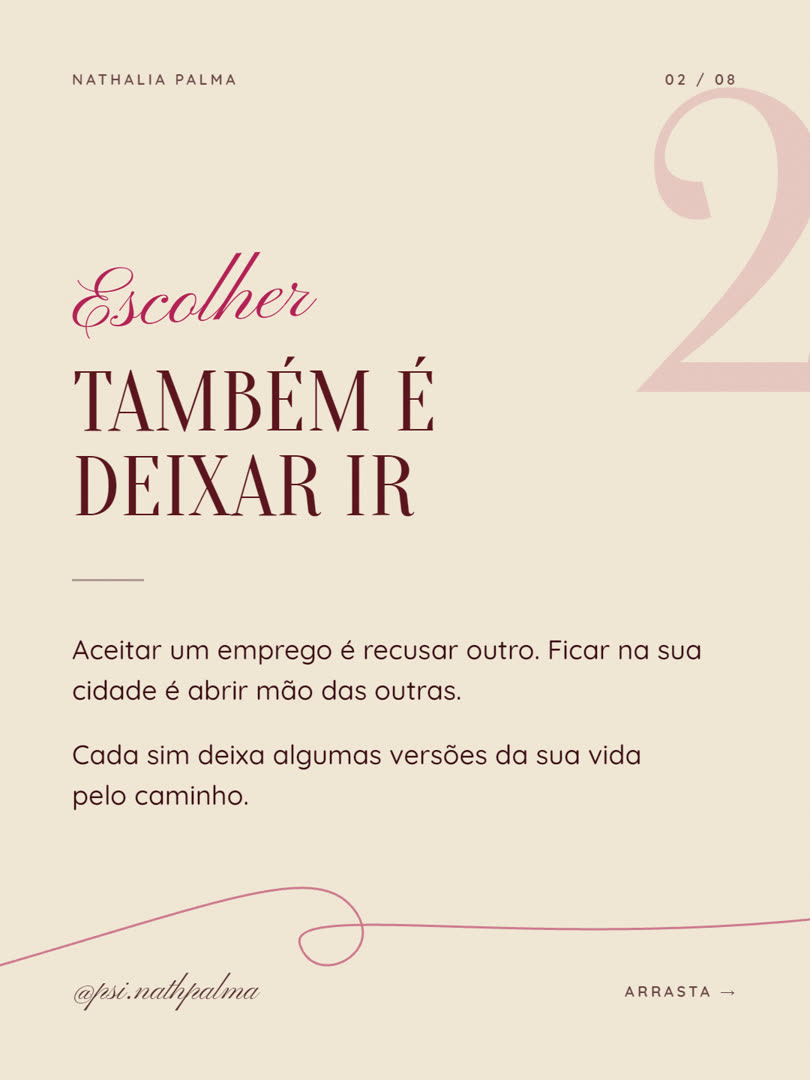 NATHALIA PALMA
02 / 08
2
Escolher
TAMBÉM É
DEIXAR IR
Aceitar um emprego é recusar outro. Ficar na sua
cidade é abrir mão das outras.
Cada sim deixa algumas versões da sua vida
pelo caminho.
@psi.nathpalma
ARRASTA →